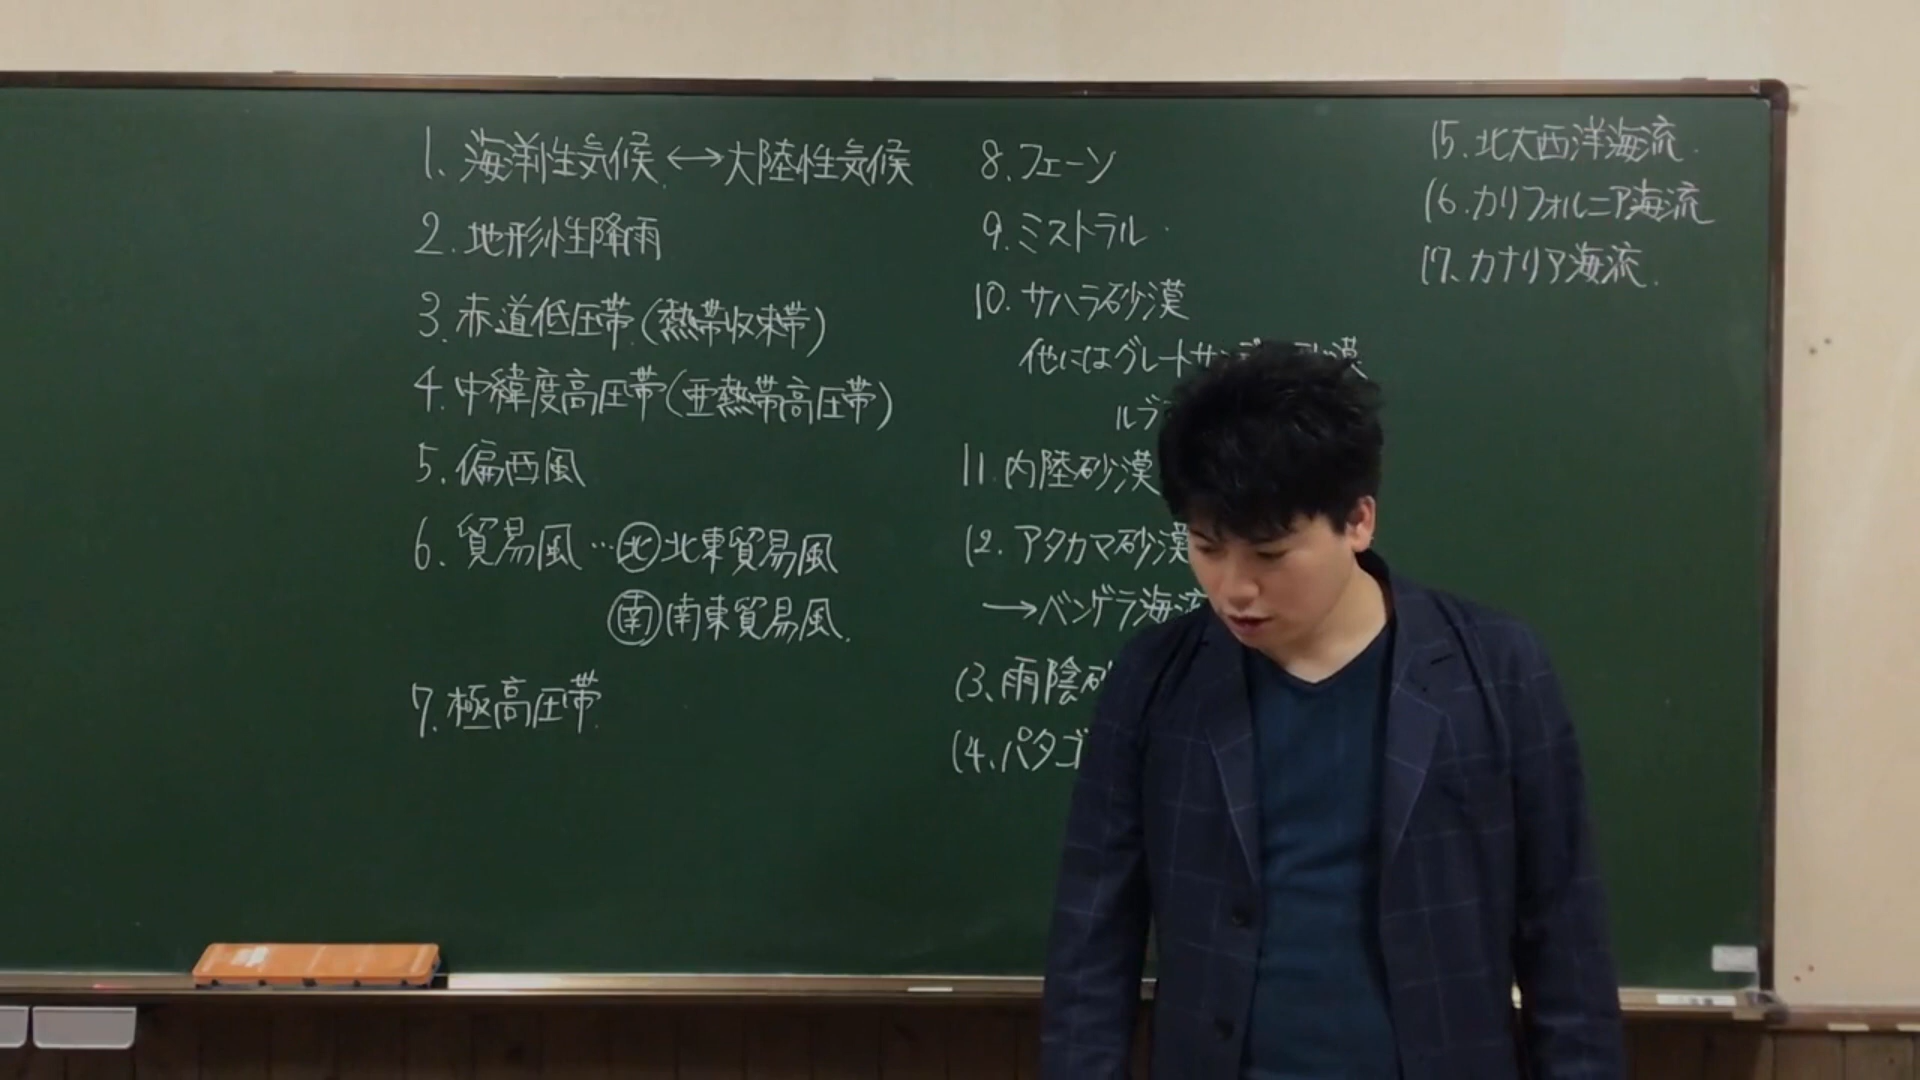 1. 海洋性気候 ↔ 大陸性気候
2. 地形性降雨
3. 赤道低圧帯(熱帯収束帯)
4. 中緯度高圧帯(亜熱帯高圧帯)
5. 偏西風
6. 貿易風…北 北東貿易風
南 南東貿易風.
7. 極高圧帯.
8. フェーン
9. ミストラル
10. サハラ砂漠
他にはグレートサ 砂漠
ルブ
11. 内陸砂漠
12. アタカマ砂漠
→ベンゲラ海流
13. 雨陰砂
14. パタゴ
15. 北大西洋海流.
16. カリフォルニア海流
17. カナリア海流.